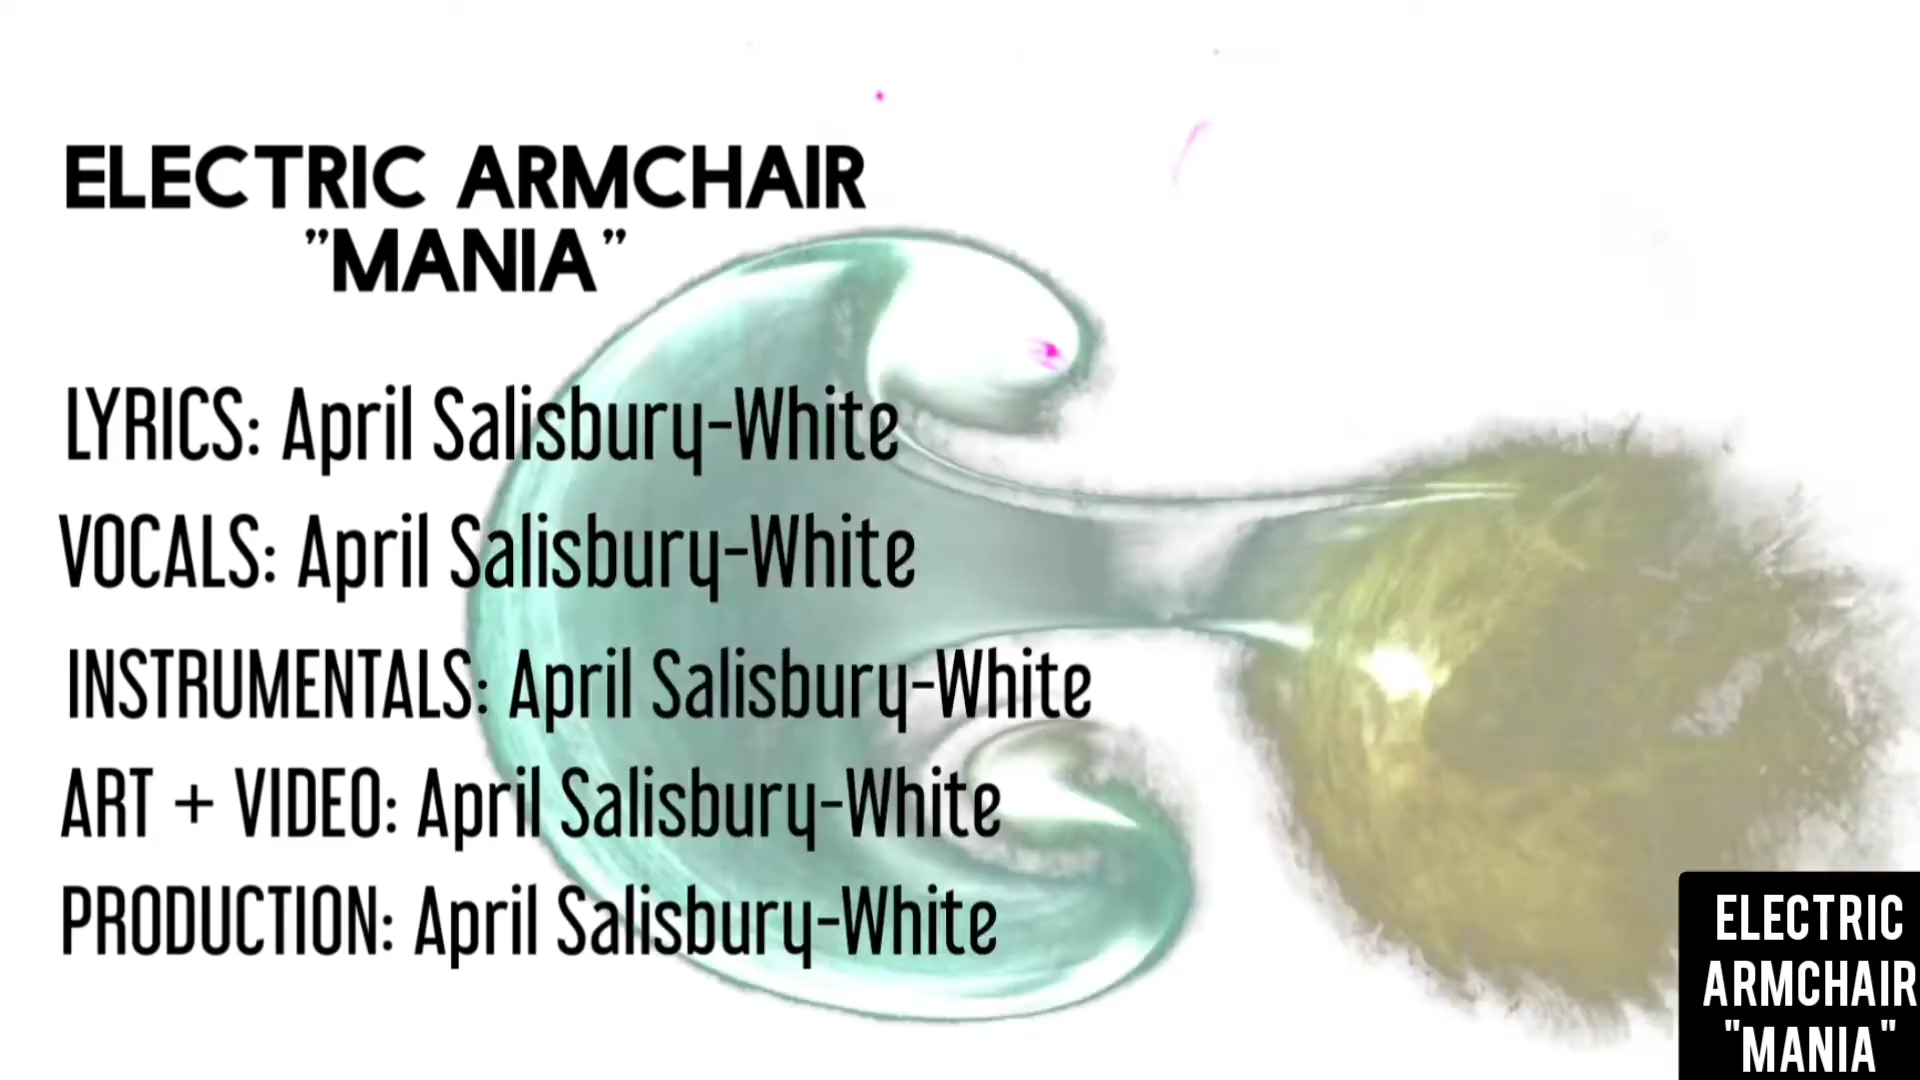 ELECTRIC ARMCHAIR
"MANIA"
LYRICS: April Salisbury-White
VOCALS: April Salisbury-White
INSTRUMENTALS: April Salisbury-White
ART + VIDEO: April Salisbury-White
PRODUCTION: April Salisbury-White
ELECTRIC
ARMCHAIR
"MANIA"